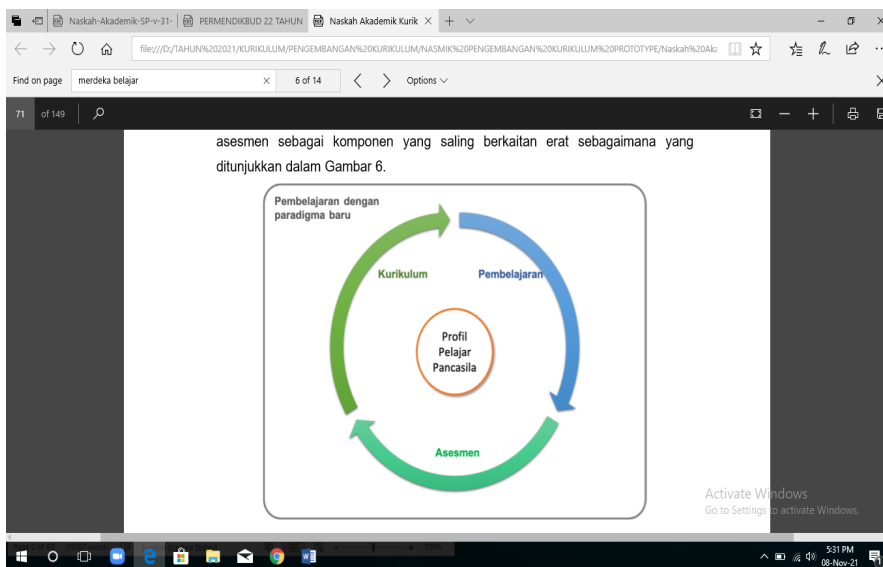 Naskah-Akademik-SP-v-31-
PERMENDIKBUD 22 TAHUN
Naskah Akademik Kurik
file:///D:/TAHUN%202021/KURIKULUM/PENGEMBANGAN%20KURIKULUM/NASMIK%20PENGEMBANGAN%20KURIKULUM%20PROTOTYPE/Naskah%20Aka
Find on page merdeka belajar 6 of 14 Options
71 of 149
asesmen sebagai komponen yang saling berkaitan erat sebagaimana yang
ditunjukkan dalam Gambar 6.
Pembelajaran dengan
paradigma baru
Kurikulum
Pembelajaran
Profil
Pelajar
Pancasila
Asesmen
Activate Windows
Go to Settings to activate Windows.
100%
5:31 PM
08-Nov-21